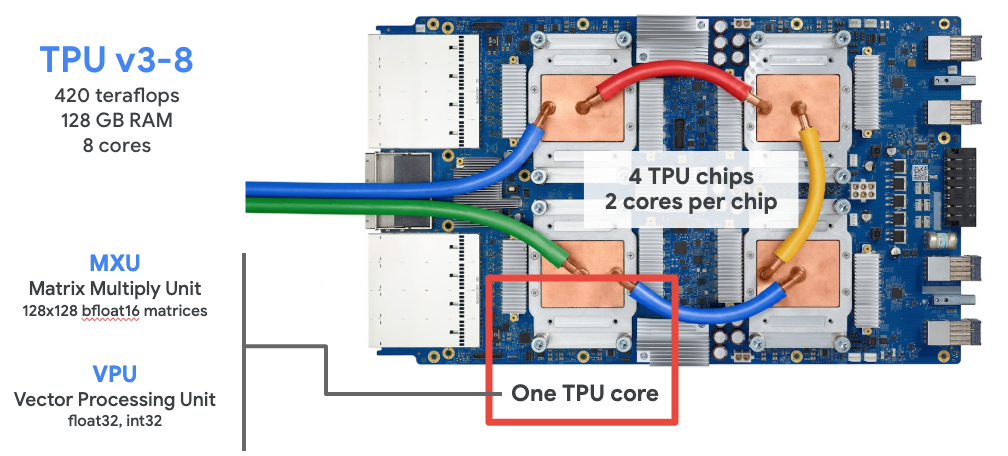 TPU v3-8
420 teraflops
128 GB RAM
8 cores
4 TPU chips
2 cores per chip
MXU
Matrix Multiply Unit
128x128 bfloat16 matrices
VPU
Vector Processing Unit
float32, int32
One TPU core